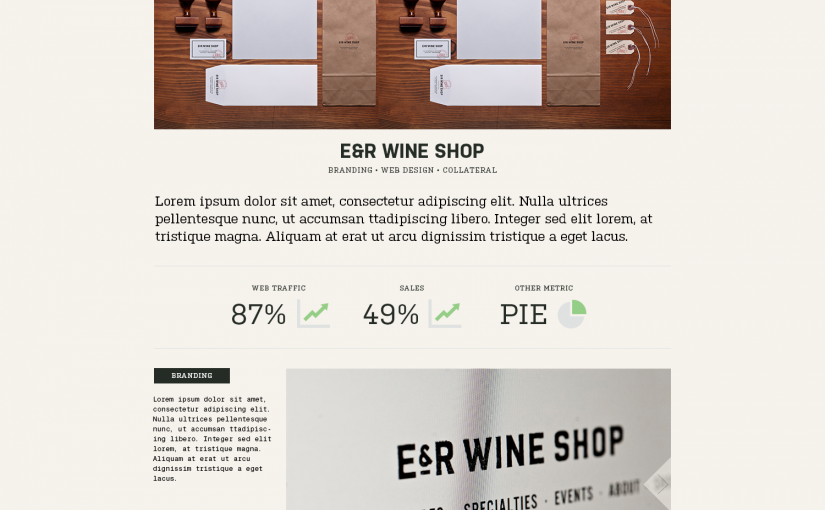 E&R WINE SHOP
BRANDING • WEB DESIGN • COLLATERAL
Lorem ipsum dolor sit amet, consectetur adipiscing elit. Nulla ultrices
pellentesque nunc, ut accumsan ttadipiscing libero. Integer sed elit lorem, at
tristique magna. Aliquam at erat ut arcu dignissim tristique a eget lacus.
WEB TRAFFIC
87%
SALES
49%
OTHER METRIC
PIE
BRANDING
Lorem ipsum dolor sit amet,
consectetur adipiscing elit.
Nulla ultrices pellentesque
nunc, ut accumsan ttadipisc-
ing libero. Integer sed elit
lorem, at tristique magna.
Aliquam at erat ut arcu
dignissim tristique a eget
lacus.
E&R WINE SHOP
SPECIALTIES · EVENTS · ABOUT